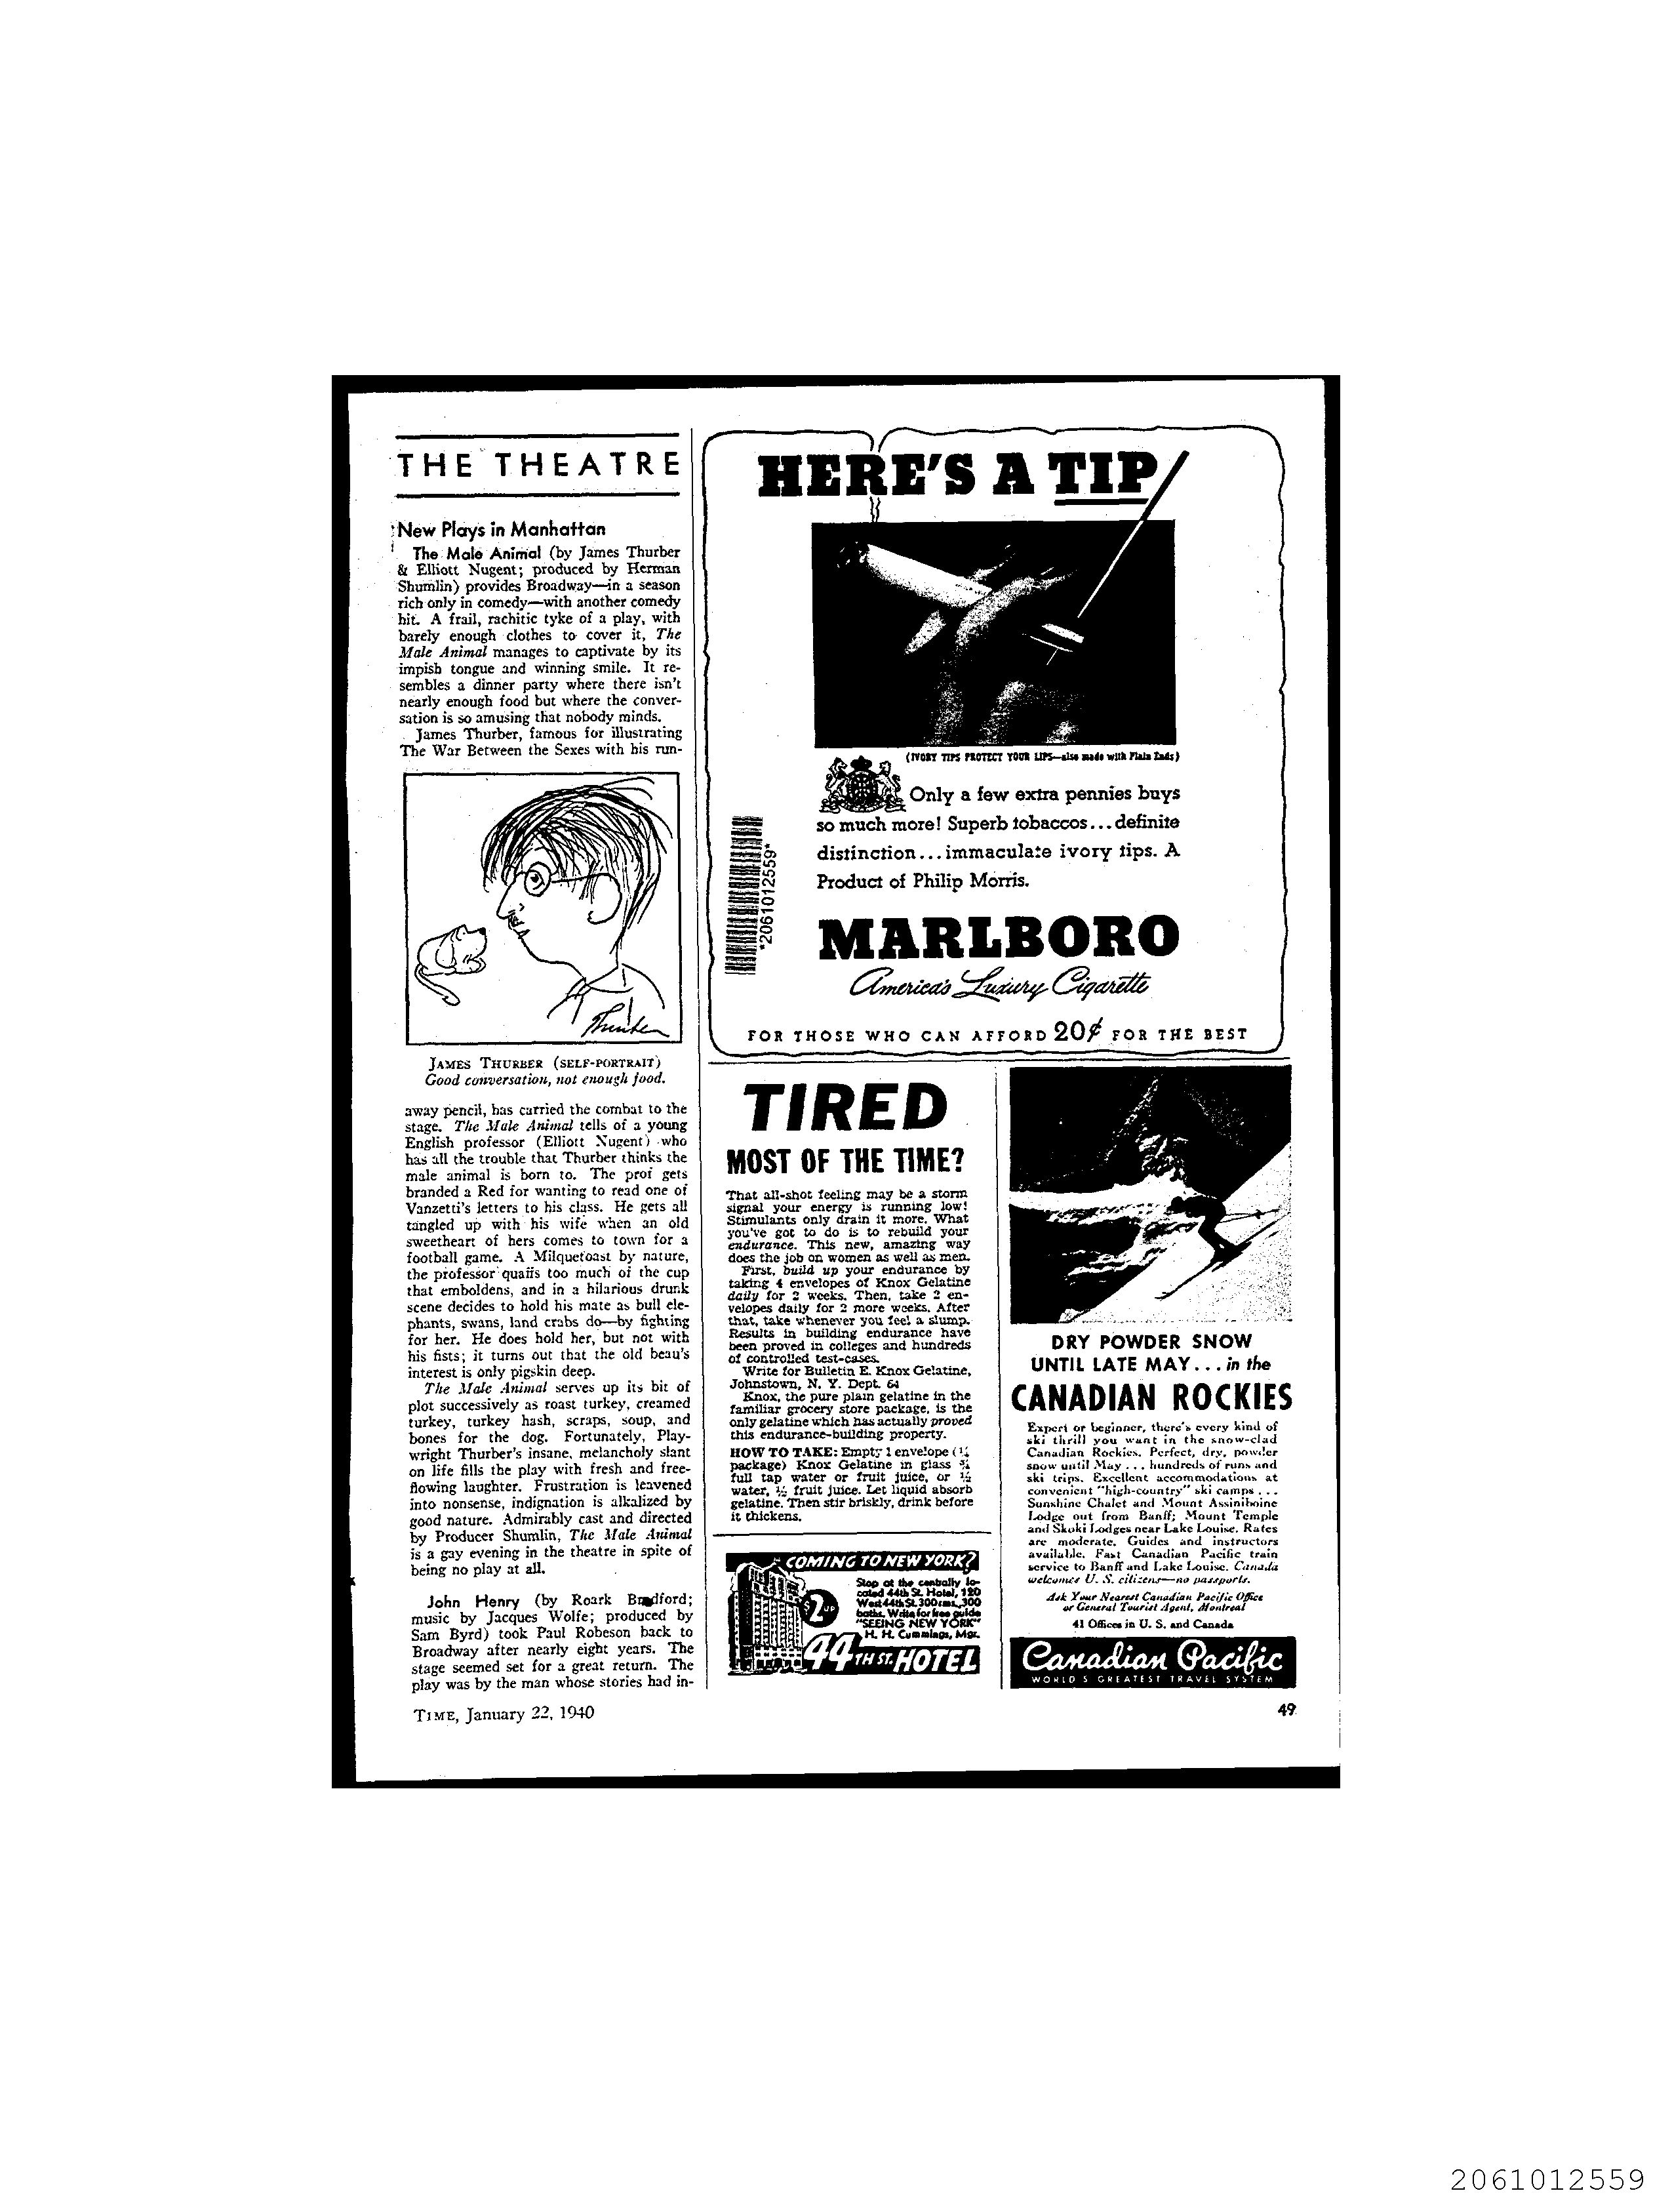 THE THEATRE
New Plays in Manhattan
The Male Animal (by James Thurber
& Elliott Nugent; produced by Herman
Shumlin) provides Broadway—in a season
rich only in comedy—with another comedy
hit. A frail, rachitic tyke of a play, with
barely enough clothes to cover it, The
Male Animal manages to captivate by its
impish tongue and winning smile. It re-
sembles a dinner party where there isn't
nearly enough food but where the conver-
sation is so amusing that nobody minds.
James Thurber, famous for illustrating
The War Between the Sexes with his run-
Thurber
JAMES THURBER (SELF-PORTRAIT)
Good conversation, not enough food.
away pencil, has carried the combat to the
stage. The Male Animal tells of a young
English professor (Elliott Nugent) who
has all the trouble that Thurber thinks the
male animal is born to. The prof gets
branded a Red for wanting to read one of
Vanzetti's letters to his class. He gets all
tangled up with his wife when an old
sweetheart of hers comes to town for a
football game. A Milquetoast by nature,
the professor quaffs too much of the cup
that emboldens, and in a hilarious drunk
scene decides to hold his mate as bull ele-
phants, swans, land crabs do—by fighting
for her. He does hold her, but not with
his fists; it turns out that the old beau's
interest is only pigskin deep.
The Male Animal serves up its bit of
plot successively as roast turkey, creamed
turkey, turkey hash, scraps, soup, and
bones for the dog. Fortunately, Play-
wright Thurber's insane, melancholy slant
on life fills the play with fresh and free-
flowing laughter. Frustration is leavened
into nonsense, indignation is alkalized by
good nature. Admirably cast and directed
by Producer Shumlin, The Male Animal
is a gay evening in the theatre in spite of
being no play at all.
John Henry (by Roark Bradford;
music by Jacques Wolfe; produced by
Sam Byrd) took Paul Robeson back to
Broadway after nearly eight years. The
stage seemed set for a great return. The
play was by the man whose stories had in-
TIME, January 22, 1940
HERE'S A TIP
(IVORY TIPS PROTECT YOUR LIPS—also made with Plain Ends)
Only a few extra pennies buys
so much more! Superb tobaccos...definite
distinction...immaculate ivory tips. A
Product of Philip Morris.
*2061012559*
MARLBORO
America's Luxury Cigarette
FOR THOSE WHO CAN AFFORD 20¢ FOR THE BEST
TIRED
MOST OF THE TIME?
That all-shot feeling may be a storm
signal your energy is running low!
Stimulants only drain it more. What
you've got to do is to rebuild your
endurance. This new, amazing way
does the job on women as well as men.
First, build up your endurance by
taking 4 envelopes of Knox Gelatine
daily for 2 weeks. Then, take 2 en-
velopes daily for 2 more weeks. After
that, take whenever you feel a slump.
Results in building endurance have
been proved in colleges and hundreds
of controlled test-cases.
Write for Bulletin E. Knox Gelatine,
Johnstown, N. Y. Dept. 64
Knox, the pure plain gelatine in the
familiar grocery store package, is the
only gelatine which has actually proved
this endurance-building property.
HOW TO TAKE: Empty 1 envelope (¼
package) Knox Gelatine in glass ¾
full tap water or fruit juice, or ½
water, ½ fruit juice. Let liquid absorb
gelatine. Then stir briskly, drink before
it thickens.
COMING TO NEW YORK?
Stop at the centrally lo-
cated 44th St. Hotel, 120
West 44th St. 300 rms., 300
baths. Write for free guide
"SEEING NEW YORK"
H. H. Cummings, Mgr.
$2 UP
44TH ST. HOTEL
DRY POWDER SNOW
UNTIL LATE MAY... in the
CANADIAN ROCKIES
Expert or beginner, there's every kind of
ski thrill you want in the snow-clad
Canadian Rockies. Perfect, dry, powder
snow until May . . . hundreds of runs and
ski trips. Excellent accommodations at
convenient "high-country" ski camps . . .
Sunshine Chalet and Mount Assiniboine
Lodge out from Banff; Mount Temple
and Skoki Lodges near Lake Louise. Rates
are moderate. Guides and instructors
available. Fast Canadian Pacific train
service to Banff and Lake Louise. Canada
welcomes U. S. citizens—no passports.
Ask Your Nearest Canadian Pacific Office
or General Tourist Agent, Montreal
41 Offices in U. S. and Canada
Canadian Pacific
WORLD'S GREATEST TRAVEL SYSTEM
49
2061012559